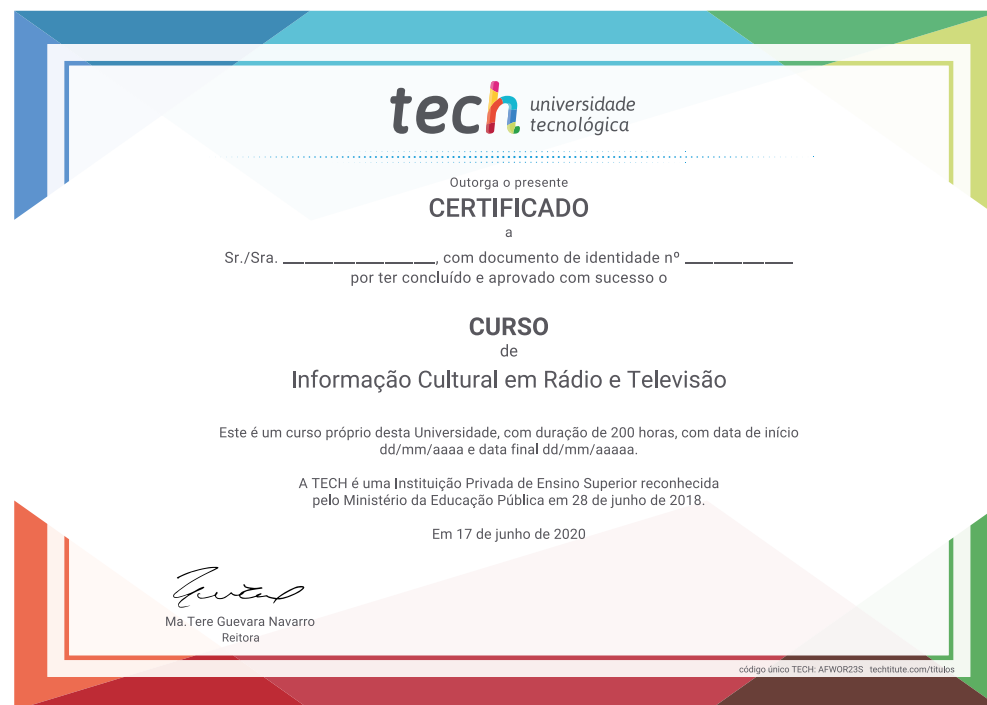 tech universidade
tecnológica
Outorga o presente
CERTIFICADO
a
Sr./Sra. ______________, com documento de identidade nº __________
por ter concluído e aprovado com sucesso o
CURSO
de
Informação Cultural em Rádio e Televisão
Este é um curso próprio desta Universidade, com duração de 200 horas, com data de início
dd/mm/aaaa e data final dd/mm/aaaaa.
A TECH é uma Instituição Privada de Ensino Superior reconhecida
pelo Ministério da Educação Pública em 28 de junho de 2018.
Em 17 de junho de 2020
Ma.Tere Guevara Navarro
Reitora
código único TECH: AFWOR23S techtitute.com/titulos